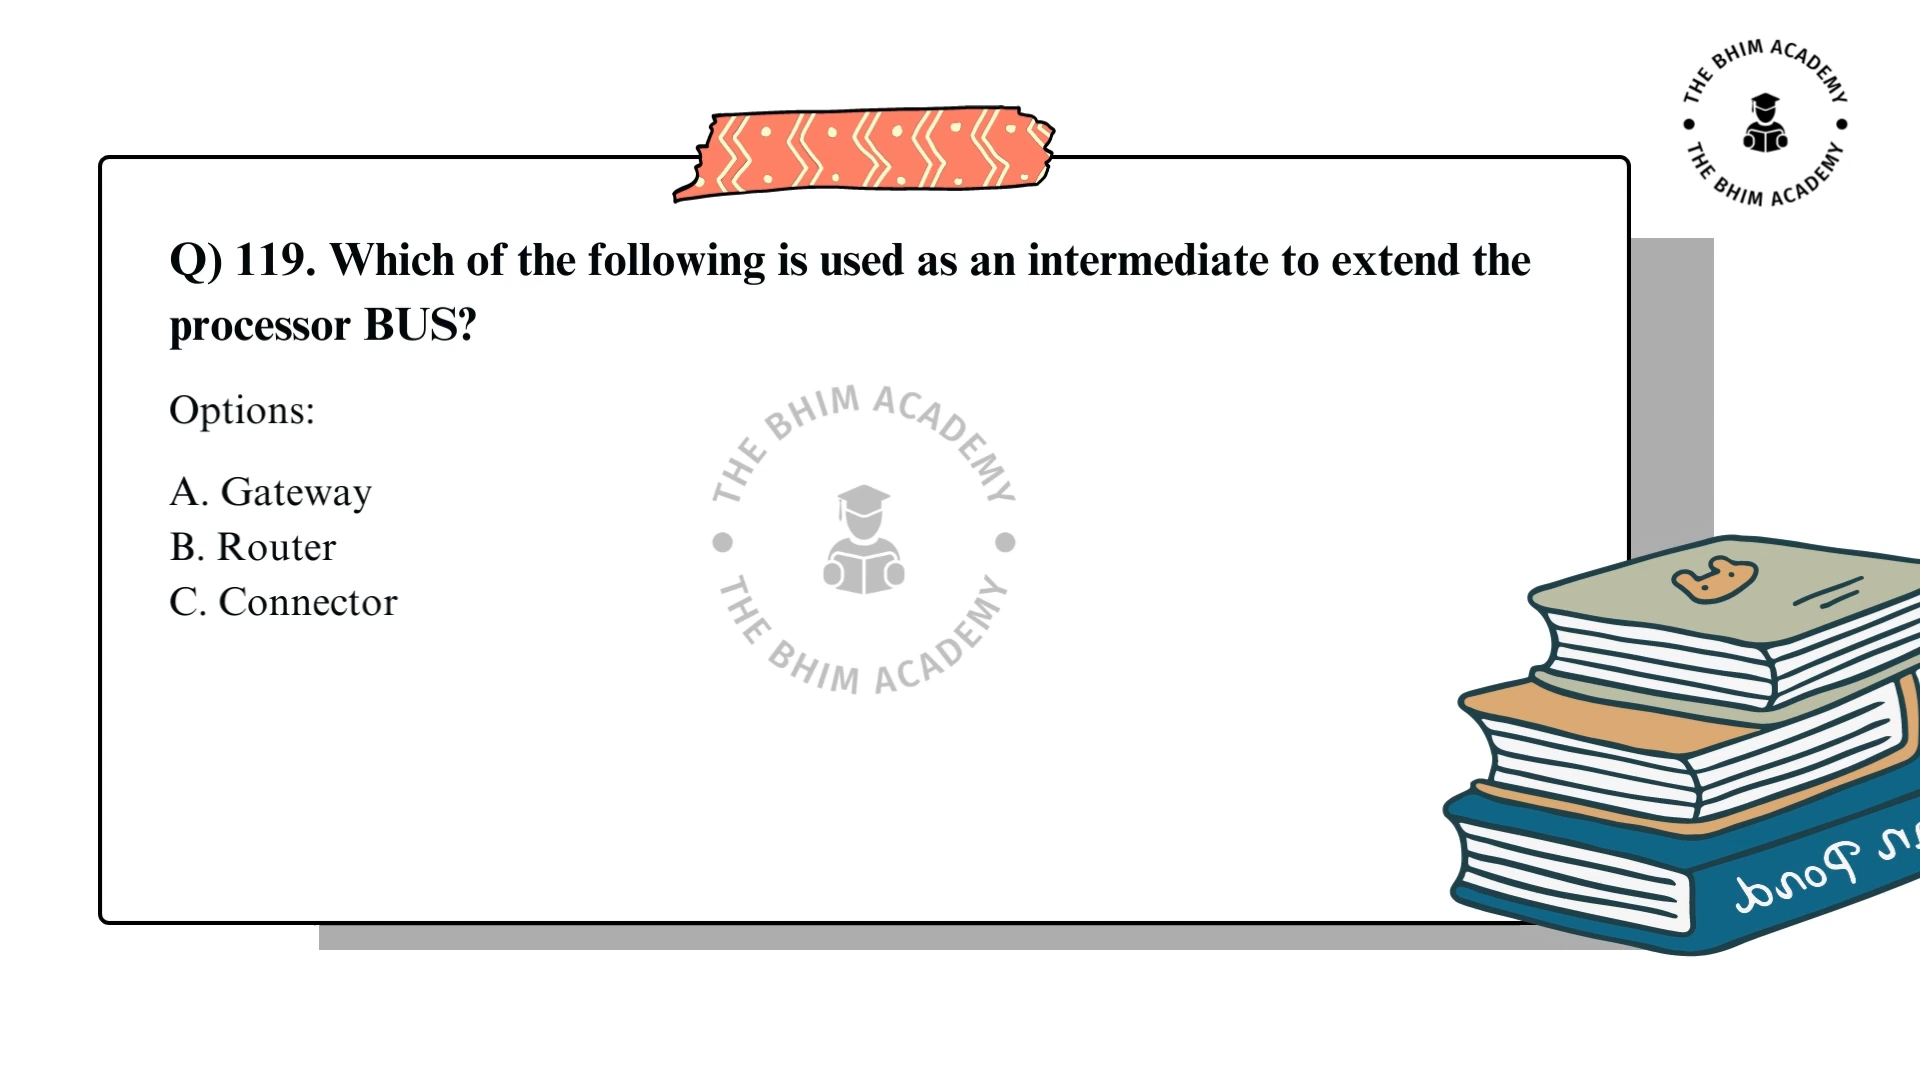 THE BHIM ACADEMY
THE BHIM ACADEMY
Q) 119. Which of the following is used as an intermediate to extend the
processor BUS?
Options:
A. Gateway
B. Router
C. Connector
THE BHIM ACADEMY
THE BHIM ACADEMY
Pond